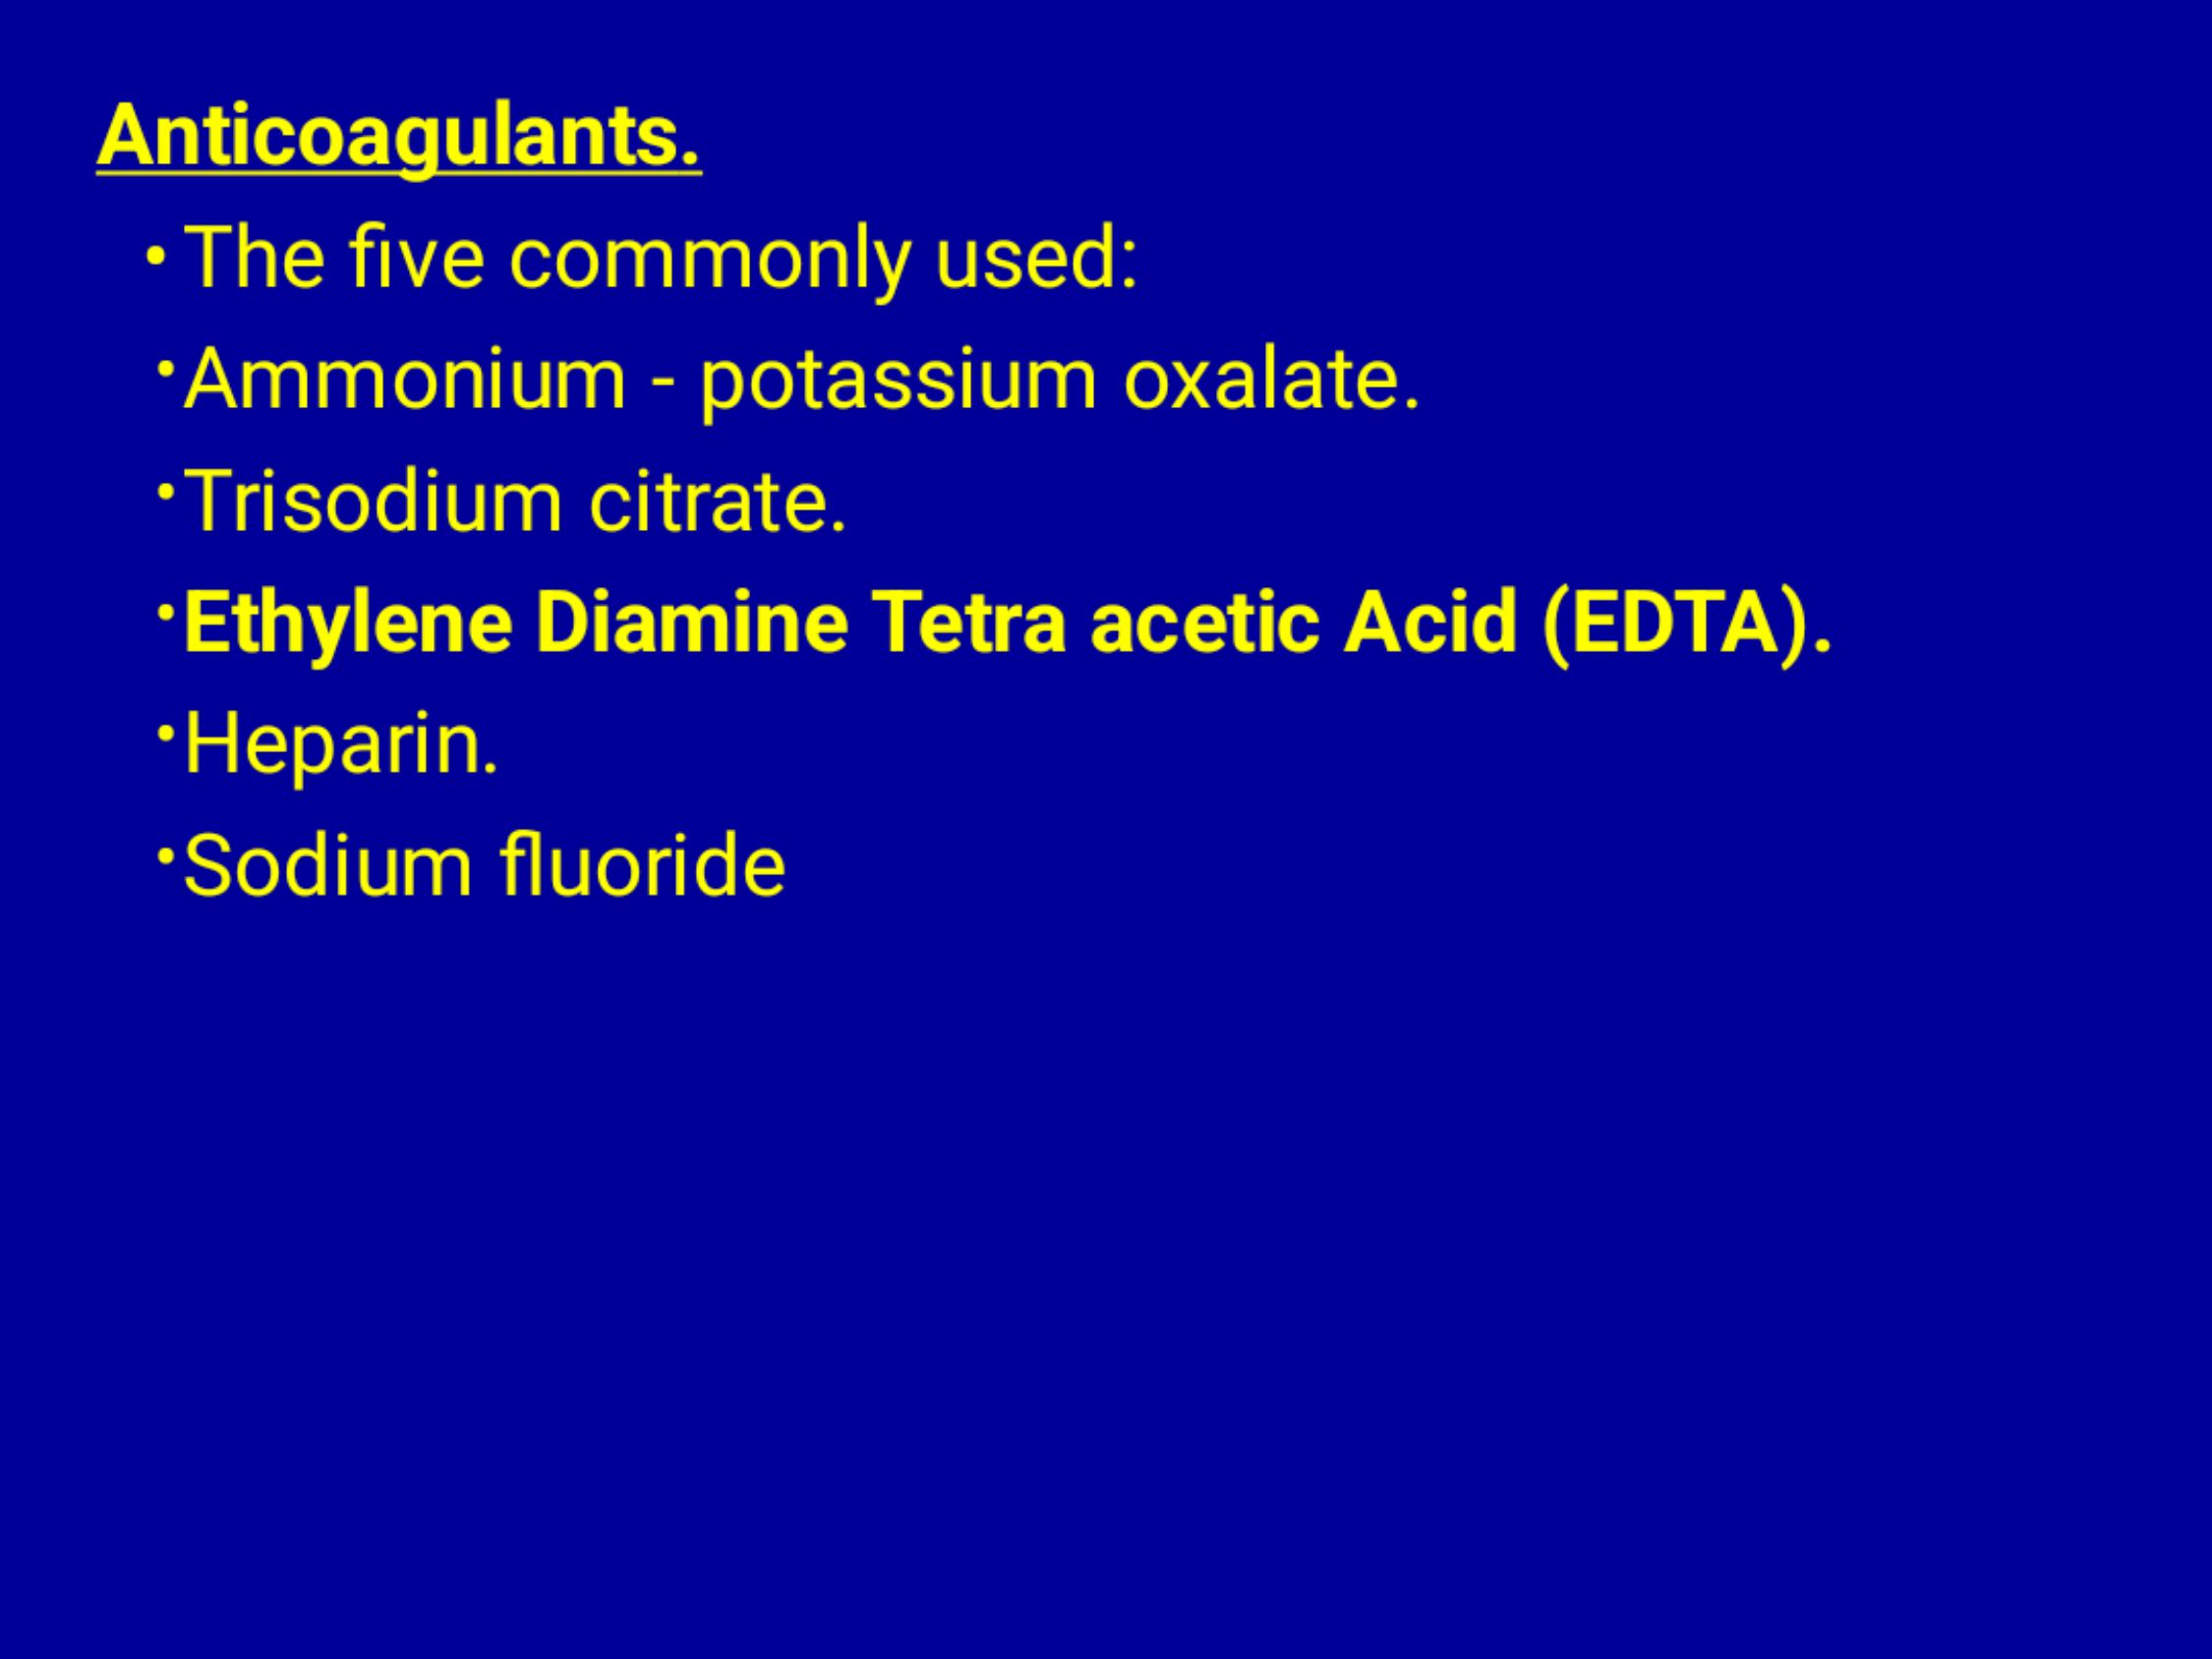 Anticoagulants.
• The five commonly used:
•Ammonium - potassium oxalate.
•Trisodium citrate.
•Ethylene Diamine Tetra acetic Acid (EDTA).
•Heparin.
•Sodium fluoride